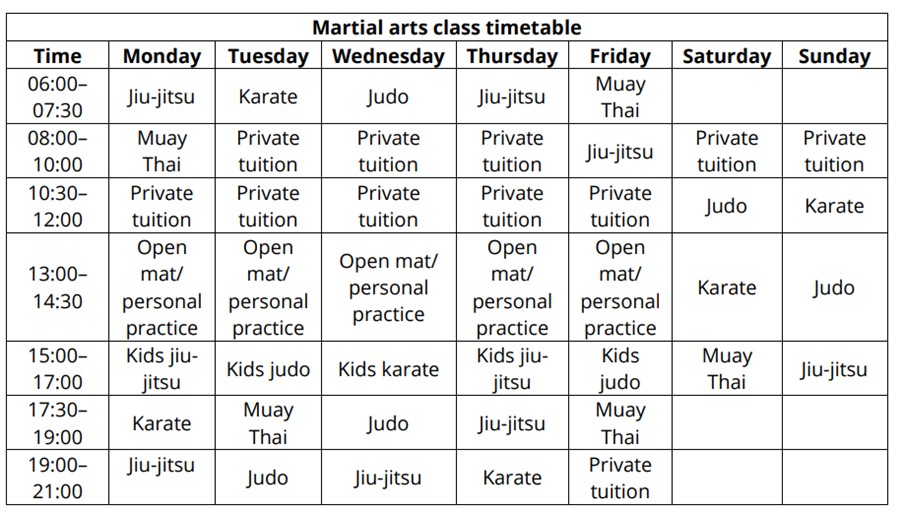 Martial arts class timetable
Time Monday Tuesday Wednesday Thursday Friday Saturday Sunday
06:00–
07:30
Jiu-jitsu
Karate
Judo
Jiu-jitsu
Muay
Thai
08:00–
10:00
Muay
Thai
Private
tuition
Private
tuition
Private
tuition
Jiu-jitsu
Private
tuition
Private
tuition
10:30–
12:00
Private
tuition
Private
tuition
Private
tuition
Private
tuition
Private
tuition
Judo
Karate
13:00–
14:30
Open
mat/
personal
practice
Open
mat/
personal
practice
Open mat/
personal
practice
Open
mat/
personal
practice
Open
mat/
personal
practice
Karate
Judo
15:00–
17:00
Kids jiu-
jitsu
Kids judo
Kids karate
Kids jiu-
jitsu
Kids
judo
Muay
Thai
Jiu-jitsu
17:30–
19:00
Karate
Muay
Thai
Judo
Jiu-jitsu
Muay
Thai
19:00–
21:00
Jiu-jitsu
Judo
Jiu-jitsu
Karate
Private
tuition